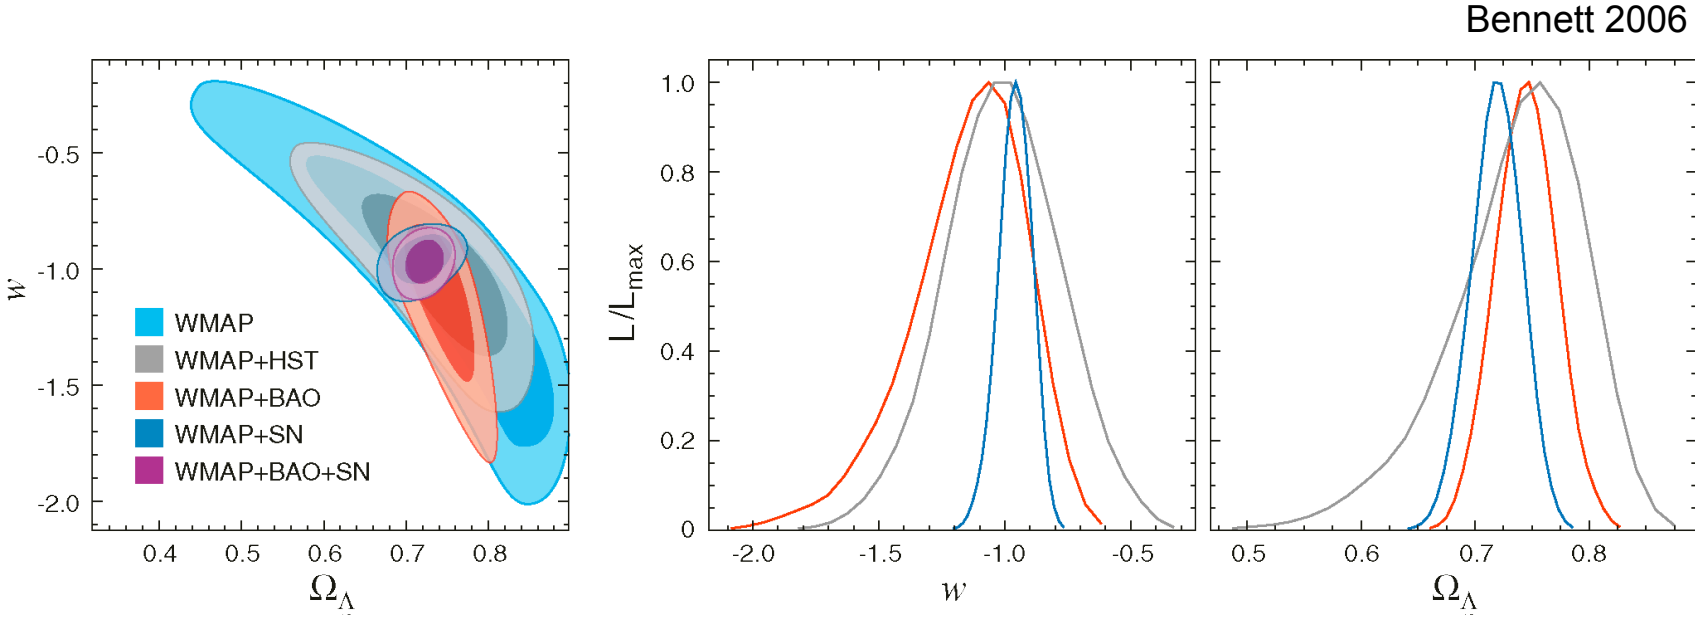 Bennett 2006
-0.5
-1.0
-1.5
-2.0
w
WMAP
WMAP+HST
WMAP+BAO
WMAP+SN
WMAP+BAO+SN
0.4 0.5 0.6 0.7 0.8
Ω_Λ
1.0
0.8
0.6
0.4
0.2
0
L/L_max
-2.0 -1.5 -1.0 -0.5
w
0.5 0.6 0.7 0.8
Ω_Λ